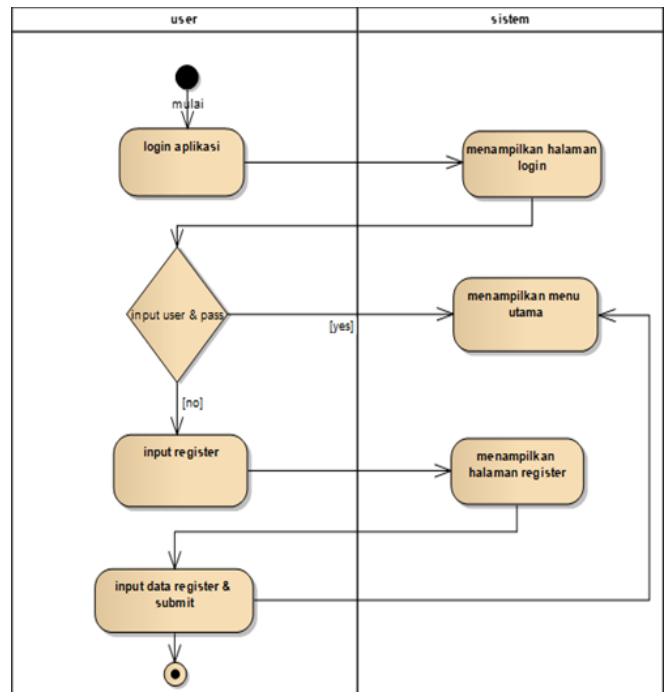 user
sistem
mulai
login aplikasi
menampilkan halaman
login
input user & pass
[yes]
menampilkan menu
utama
[no]
input register
menampilkan
halaman register
input data register &
submit